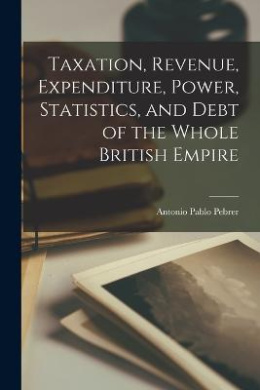 Taxation, Revenue,
Expenditure, Power,
Statistics, and Debt
of the Whole
British Empire
Antonio Pablo Pebrer